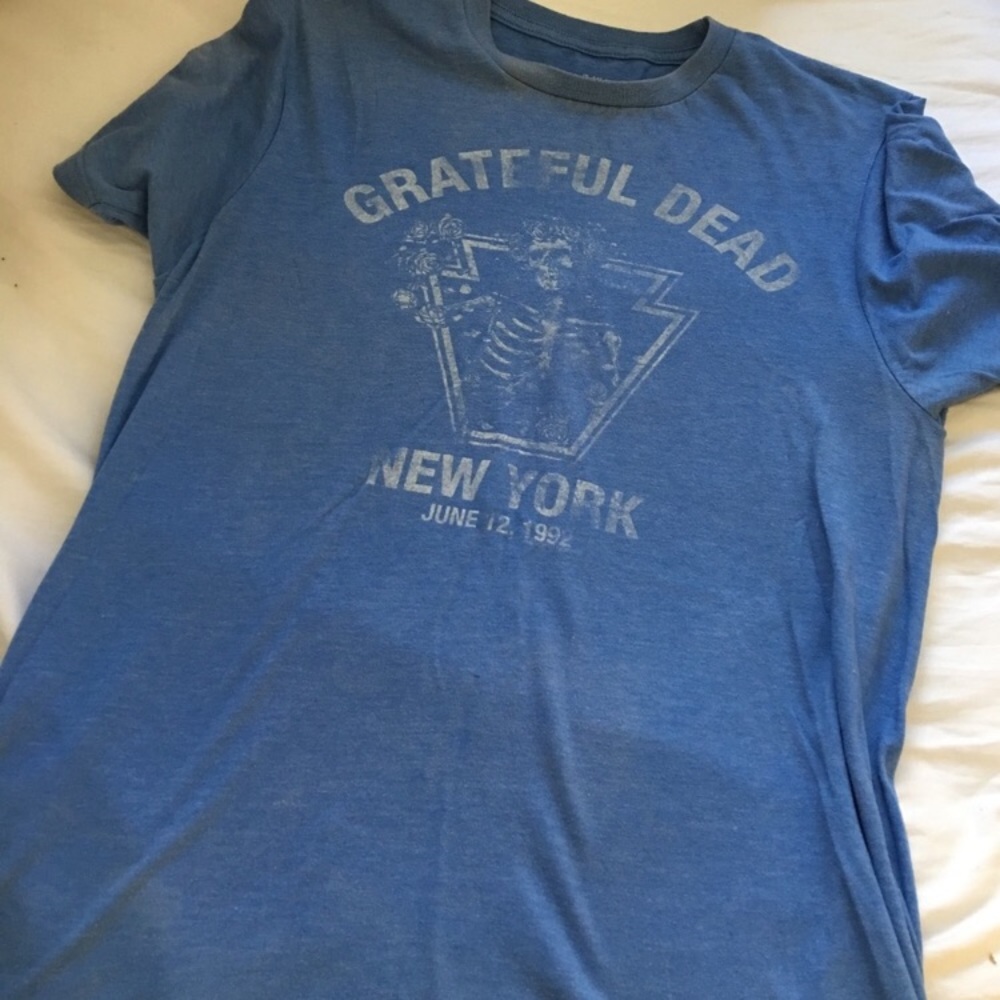 GRATEFUL DEAD
NEW YORK
JUNE 12, 1992